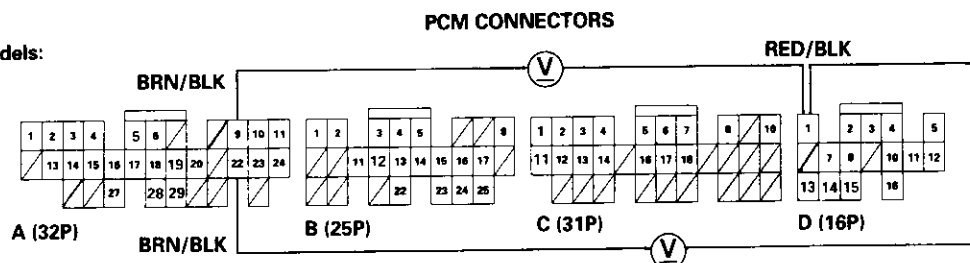 PCM CONNECTORS
dels:
BRN/BLK
V
RED/BLK
1 2 3 4 5 6 9 10 11
13 14 15 16 17 18 19 20 22 23 24
27 28 29
A (32P)
BRN/BLK
1 2 3 4 5 8
11 12 13 14 15 16 17
22 23 24 25
B (25P)
1 2 3 4 5 6 7 8 10
11 12 13 14 16 17 18
C (31P)
1 2 3 4 5
7 8 10 11 12
13 14 15 16
D (16P)
V